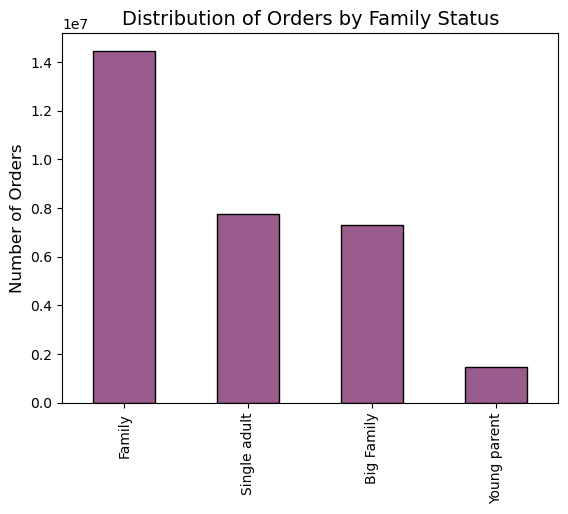 Distribution of Orders by Family Status
1e7
1.4
1.2
1.0
0.8
0.6
0.4
0.2
0.0
Number of Orders
Family
Single adult
Big Family
Young parent